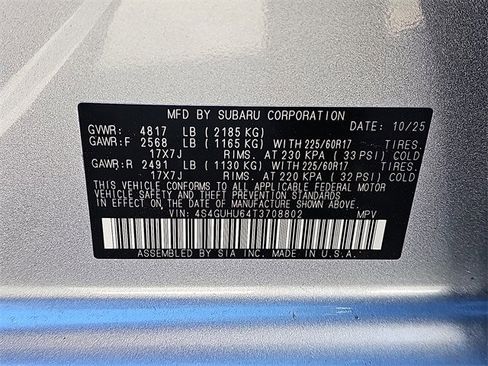 MFD BY SUBARU CORPORATION
GVWR: 4817 LB (2185 KG) DATE: 10/25
GAWR:F 2568 LB (1165 KG) WITH 225/60R17 TIRES.
17X7J RIMS. AT 230 KPA (33 PSI) COLD
GAWR:R 2491 LB (1130 KG) WITH 225/60R17 TIRES.
17X7J RIMS. AT 220 KPA (32 PSI) COLD
THIS VEHICLE CONFORMS TO ALL APPLICABLE FEDERAL MOTOR
VEHICLE SAFETY AND THEFT PREVENTION STANDARDS
IN EFFECT ON THE DATE OF MANUFACTURE SHOWN ABOVE.
VIN: 4S4GUHU64T3708802 MPV
ASSEMBLED BY SIA INC. MADE IN U.S.A.